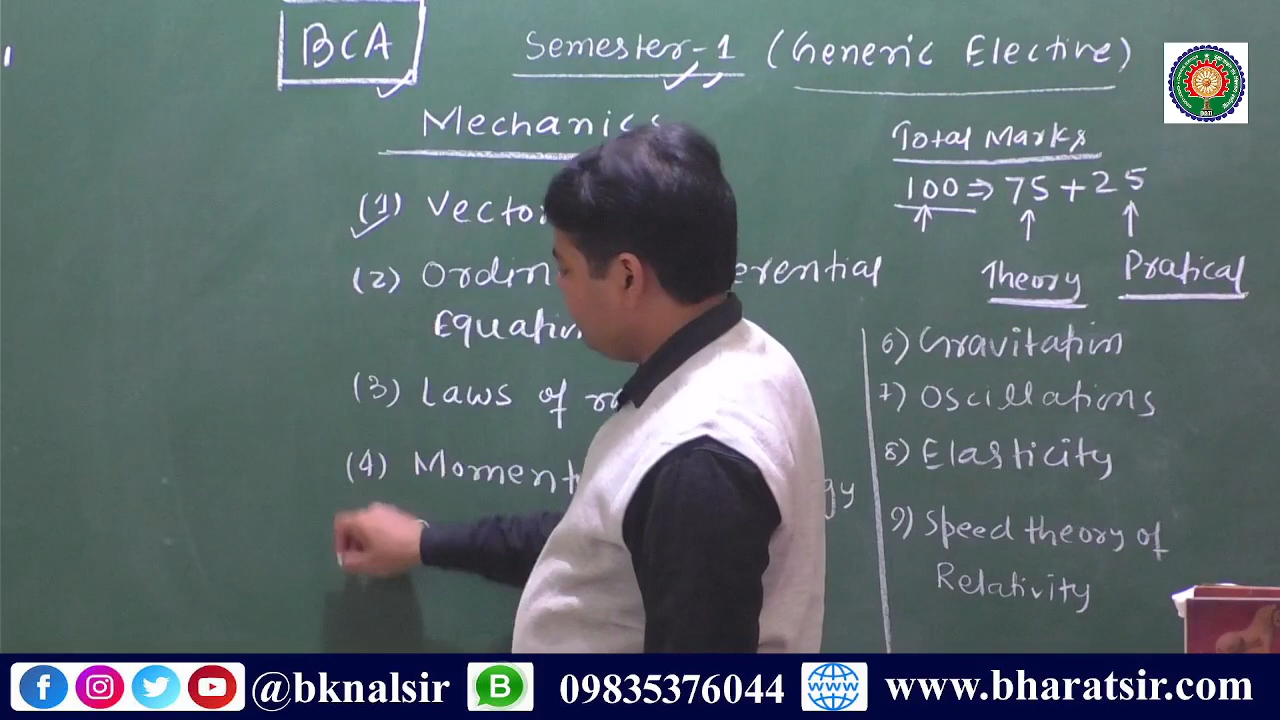 BCA
Semester-1 (Generic Elective)
Mechanics
(1) Vector
(2) Ordin erential
Equation
(3) Laws of
(4) Moment gy
Total Marks
100 ⇒ 75 + 25
Theory Pratical
6) Gravitation
7) Oscillations
8) Elasticity
9) Speed theory of
Relativity
@bknalsir 09835376044 www.bharatsir.com